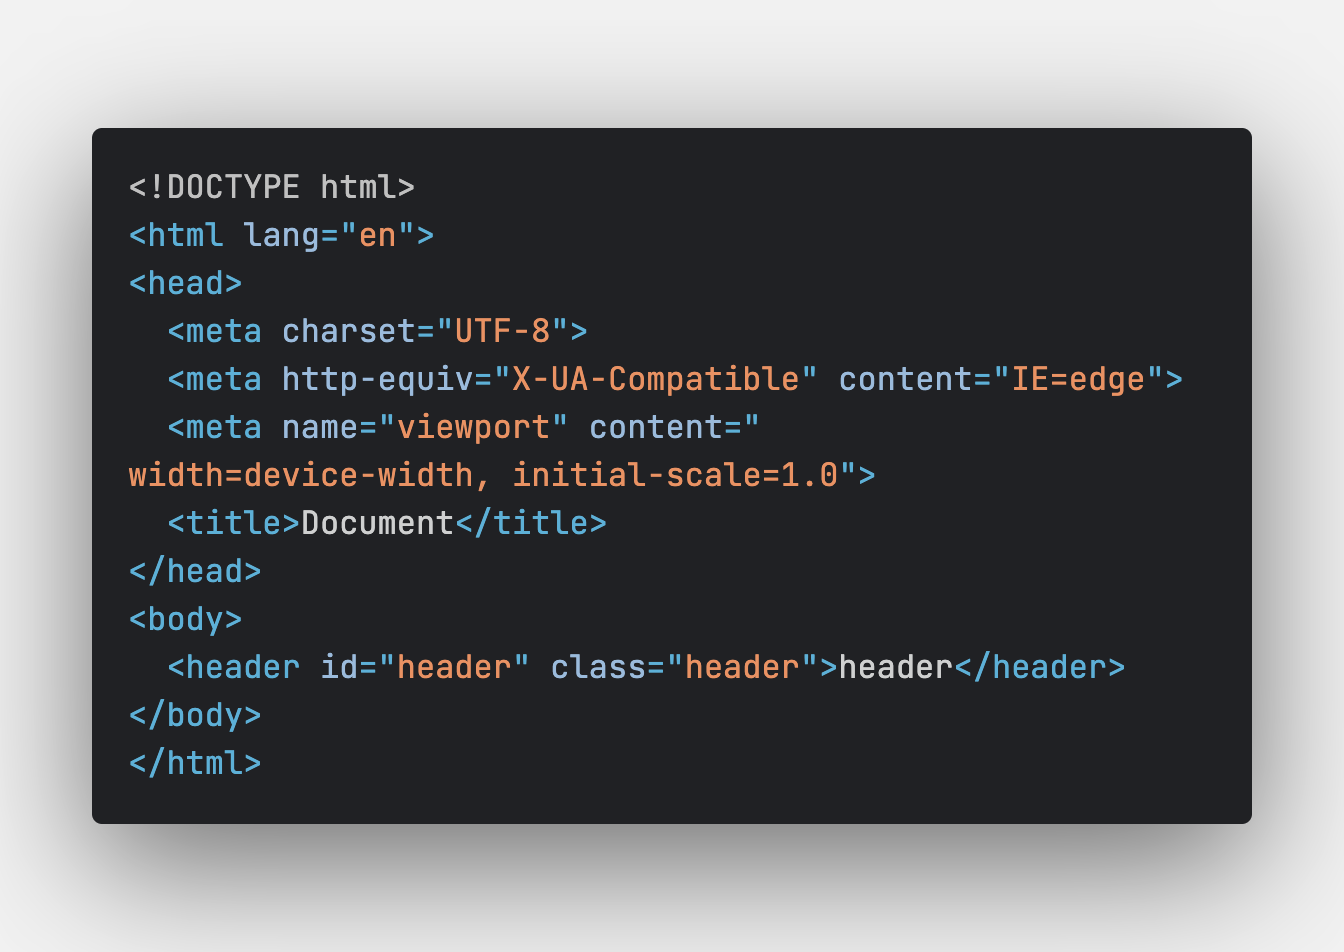 <!DOCTYPE html>
<html lang="en">
<head>
  <meta charset="UTF-8">
  <meta http-equiv="X-UA-Compatible" content="IE=edge">
  <meta name="viewport" content="
width=device-width, initial-scale=1.0">
  <title>Document</title>
</head>
<body>
  <header id="header" class="header">header</header>
</body>
</html>